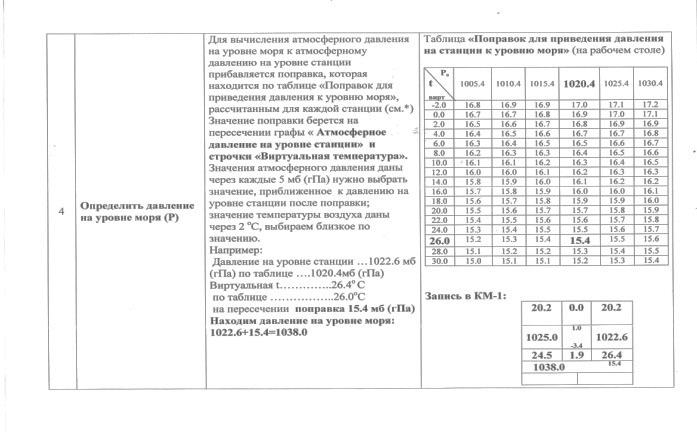 4
Определить давление
на уровне моря (P)
Для вычисления атмосферного давления
на уровне моря к атмосферному
давлению на уровне станции
прибавляется поправка, которая
находится по таблице «Поправок для
приведения давления к уровню моря»,
рассчитанным для каждой станции (см.*)
Значение поправки берется на
пересечении графы « Атмосферное
давление на уровне станции» и
строчки «Виртуальная температура».
Значения атмосферного давления даны
через каждые 5 мб (гПа) нужно выбрать
значение, приближенное к давлению на
уровне станции после поправки;
значение температуры воздуха даны
через 2 °С, выбираем близкое по
значению.
Например:
Давление на уровне станции …1022.6 мб
(гПа) по таблице ….1020.4мб (гПа)
Виртуальная t…………..26.4° С
по таблице ……………..26.0°С
на пересечении поправка 15.4 мб (гПа)
Находим давление на уровне моря:
1022.6+15.4=1038.0
Таблица «Поправок для приведения давления
на станции к уровню моря» (на рабочем столе)
t вирт P₀ 1005.4 1010.4 1015.4 1020.4 1025.4 1030.4
-2.0 16.8 16.9 16.9 17.0 17.1 17.2
0.0 16.7 16.7 16.8 16.9 17.0 17.1
2.0 16.5 16.6 16.7 16.8 16.9 16.9
4.0 16.4 16.5 16.6 16.7 16.7 16.8
6.0 16.3 16.4 16.5 16.5 16.6 16.7
8.0 16.2 16.3 16.3 16.4 16.5 16.6
10.0 16.1 16.1 16.2 16.3 16.4 16.5
12.0 16.0 16.0 16.1 16.2 16.3 16.3
14.0 15.8 15.9 16.0 16.1 16.2 16.2
16.0 15.7 15.8 15.9 16.0 16.0 16.1
18.0 15.6 15.7 15.8 15.9 15.9 16.0
20.0 15.5 15.6 15.7 15.7 15.8 15.9
22.0 15.4 15.5 15.6 15.6 15.7 15.8
24.0 15.3 15.4 15.5 15.5 15.6 15.7
26.0 15.2 15.3 15.4 15.4 15.5 15.6
28.0 15.1 15.2 15.2 15.3 15.4 15.5
30.0 15.0 15.1 15.1 15.2 15.3 15.4
Запись в КМ-1:
20.2 0.0 20.2
1.0
1025.0 1022.6
-3.4
24.5 1.9 26.4
1038.0 15.4